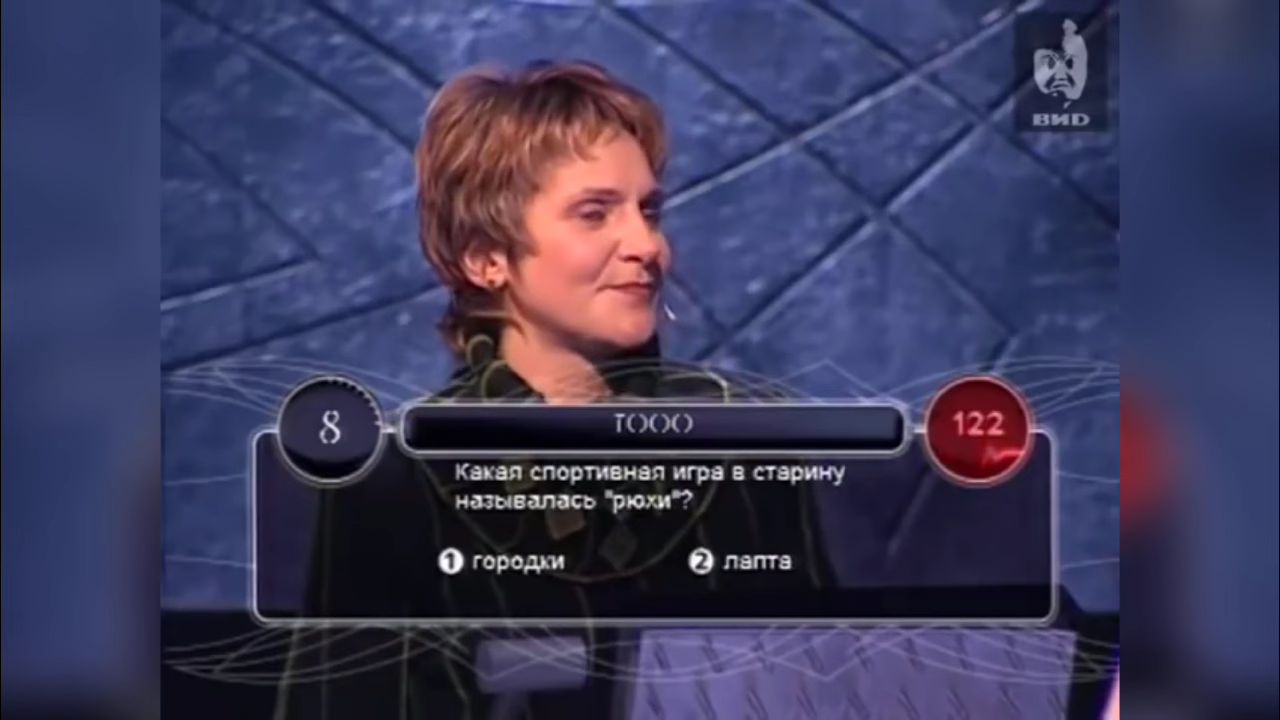 ВИD
8
1000
122
Какая спортивная игра в старину
называлась "рюхи"?
1 городки
2 лапта